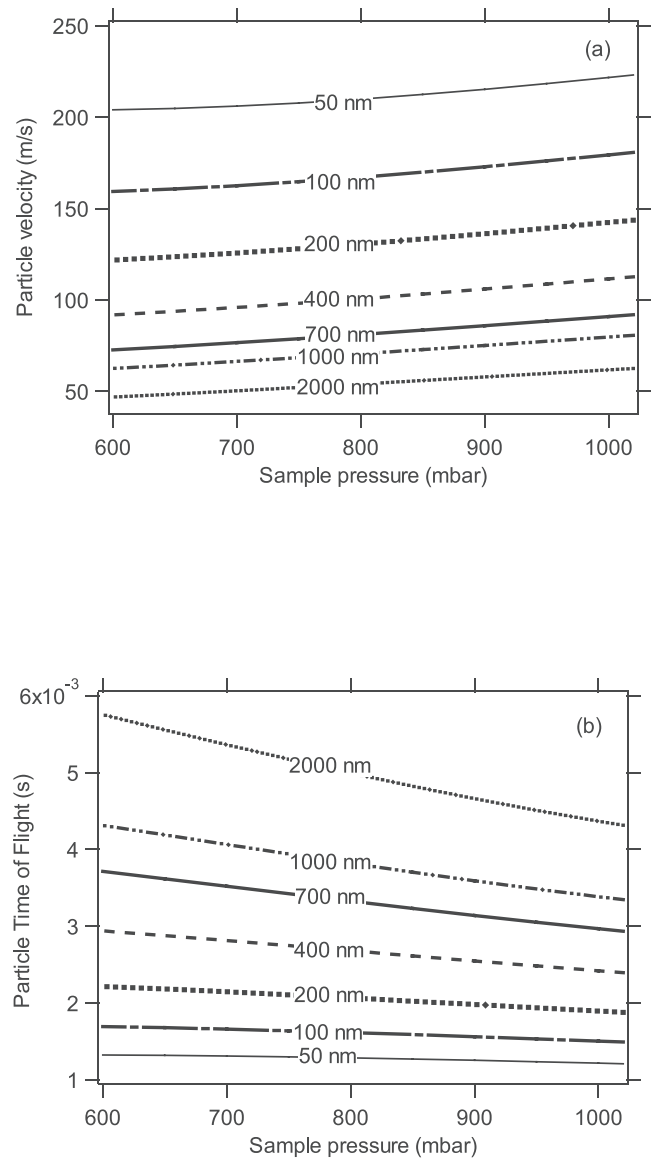 250
200
150
100
50
Particle velocity (m/s)
(a)
50 nm
100 nm
200 nm
400 nm
700 nm
1000 nm
2000 nm
600 700 800 900 1000
Sample pressure (mbar)
6x10-3
5
4
3
2
1
Particle Time of Flight (s)
(b)
2000 nm
1000 nm
700 nm
400 nm
200 nm
100 nm
50 nm
600 700 800 900 1000
Sample pressure (mbar)